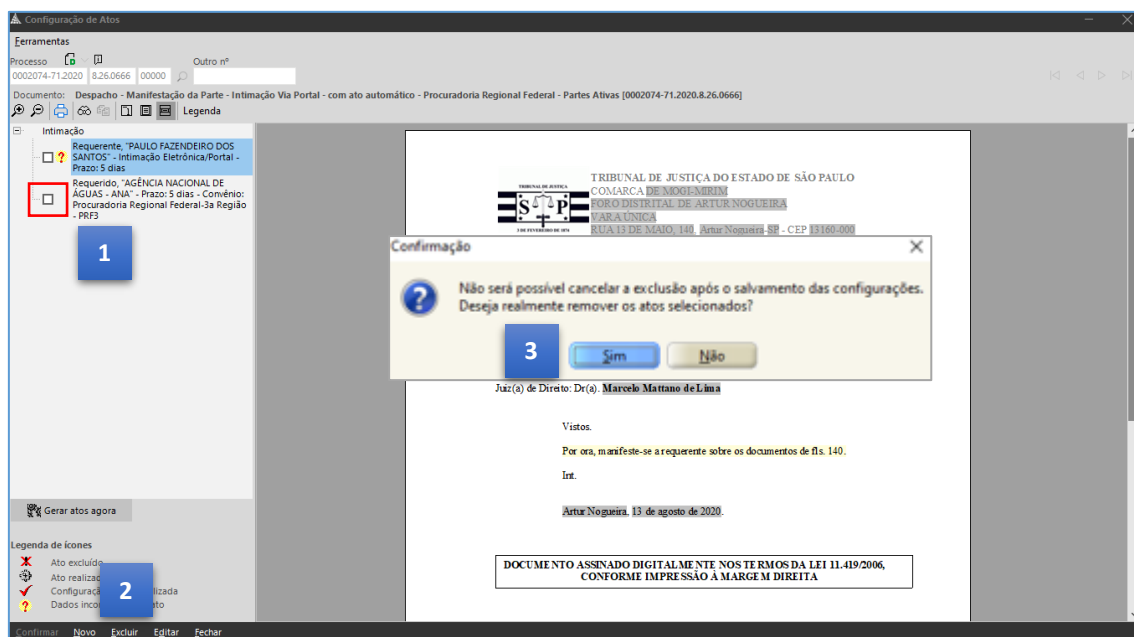 Configuração de Atos
Ferramentas
Processo
Outro nº
0002074-71.2020 8.26.0666 00000
Documento: Despacho - Manifestação da Parte - Intimação Via Portal - com ato automático - Procuradoria Regional Federal - Partes Ativas [0002074-71.2020.8.26.0666]
Legenda
Intimação
Requerente, "PAULO FAZENDEIRO DOS
SANTOS" - Intimação Eletrônica/Portal -
Prazo: 5 dias
Requerido, "AGÊNCIA NACIONAL DE
ÁGUAS - ANA" - Prazo: 5 dias - Convênio:
Procuradoria Regional Federal-3a Região
- PRF3
1
TRIBUNAL DE JUSTIÇA
S P
3 DE FEVEREIRO DE 1874
TRIBUNAL DE JUSTIÇA DO ESTADO DE SÃO PAULO
COMARCA DE MOGI-MIRIM
FORO DISTRITAL DE ARTUR NOGUEIRA
VARA ÚNICA
RUA 13 DE MAIO, 140, Artur Nogueira-SP - CEP 13160-000
Confirmação
Não será possível cancelar a exclusão após o salvamento das configurações.
Deseja realmente remover os atos selecionados?
3
Sim Não
Juiz(a) de Direito: Dr(a). Marcelo Mattano de Lima
Vistos.
Por ora, manifeste-se a requerente sobre os documentos de fls. 140.
Int.
Artur Nogueira, 13 de agosto de 2020.
DOCUMENTO ASSINADO DIGITALMENTE NOS TERMOS DA LEI 11.419/2006,
CONFORME IMPRESSÃO À MARGEM DIREITA
Gerar atos agora
Legenda de ícones
Ato excluído
Ato
Dados
2
Confirmar Novo Excluir Editar Fechar